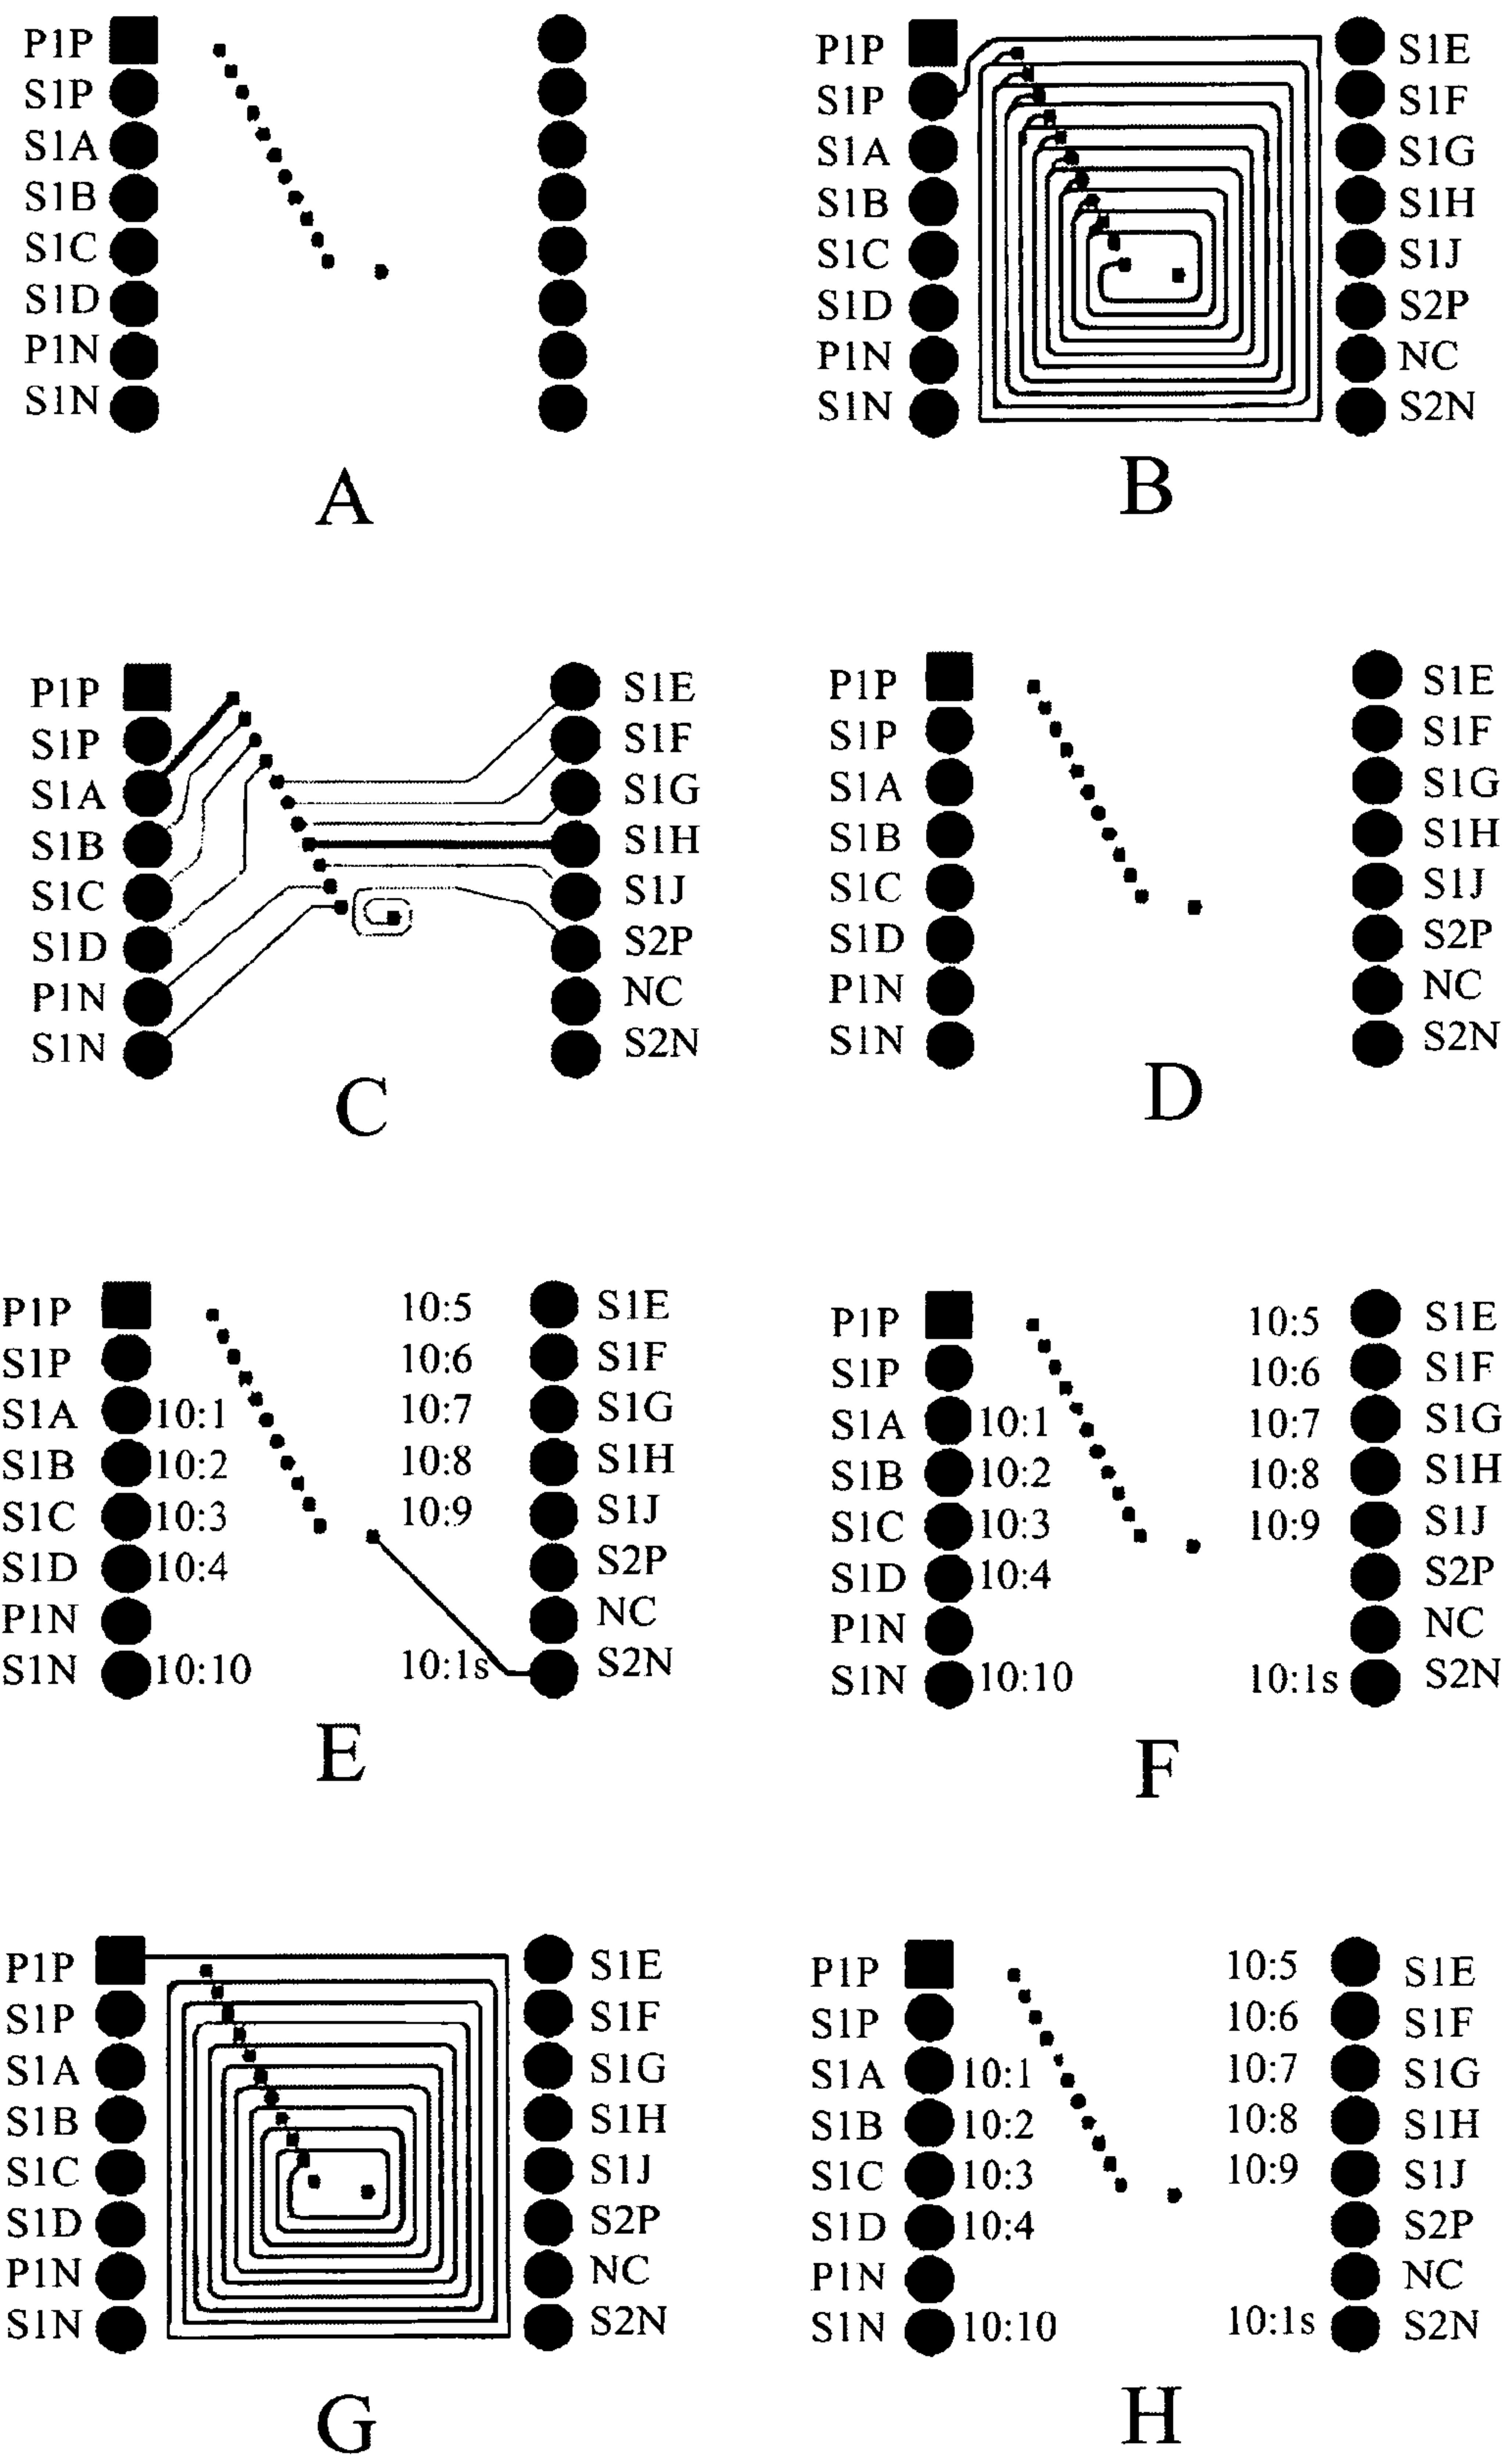 P1P
S1P
S1A
S1B
S1C
S1D
P1N
S1N
A
P1P S1E
S1P S1F
S1A S1G
S1B S1H
S1C S1J
S1D S2P
P1N NC
S1N S2N
B
P1P S1E
S1P S1F
S1A S1G
S1B S1H
S1C S1J
S1D S2P
P1N NC
S1N S2N
C
P1P S1E
S1P S1F
S1A S1G
S1B S1H
S1C S1J
S1D S2P
P1N NC
S1N S2N
D
P1P 10:5 S1E
S1P 10:6 S1F
S1A 10:1 10:7 S1G
S1B 10:2 10:8 S1H
S1C 10:3 10:9 S1J
S1D 10:4 S2P
P1N NC
S1N 10:10 10:1s S2N
E
P1P 10:5 S1E
S1P 10:6 S1F
S1A 10:1 10:7 S1G
S1B 10:2 10:8 S1H
S1C 10:3 10:9 S1J
S1D 10:4 S2P
P1N NC
S1N 10:10 10:1s S2N
F
P1P S1E
S1P S1F
S1A S1G
S1B S1H
S1C S1J
S1D S2P
P1N NC
S1N S2N
G
P1P 10:5 S1E
S1P 10:6 S1F
S1A 10:1 10:7 S1G
S1B 10:2 10:8 S1H
S1C 10:3 10:9 S1J
S1D 10:4 S2P
P1N NC
S1N 10:10 10:1s S2N
H